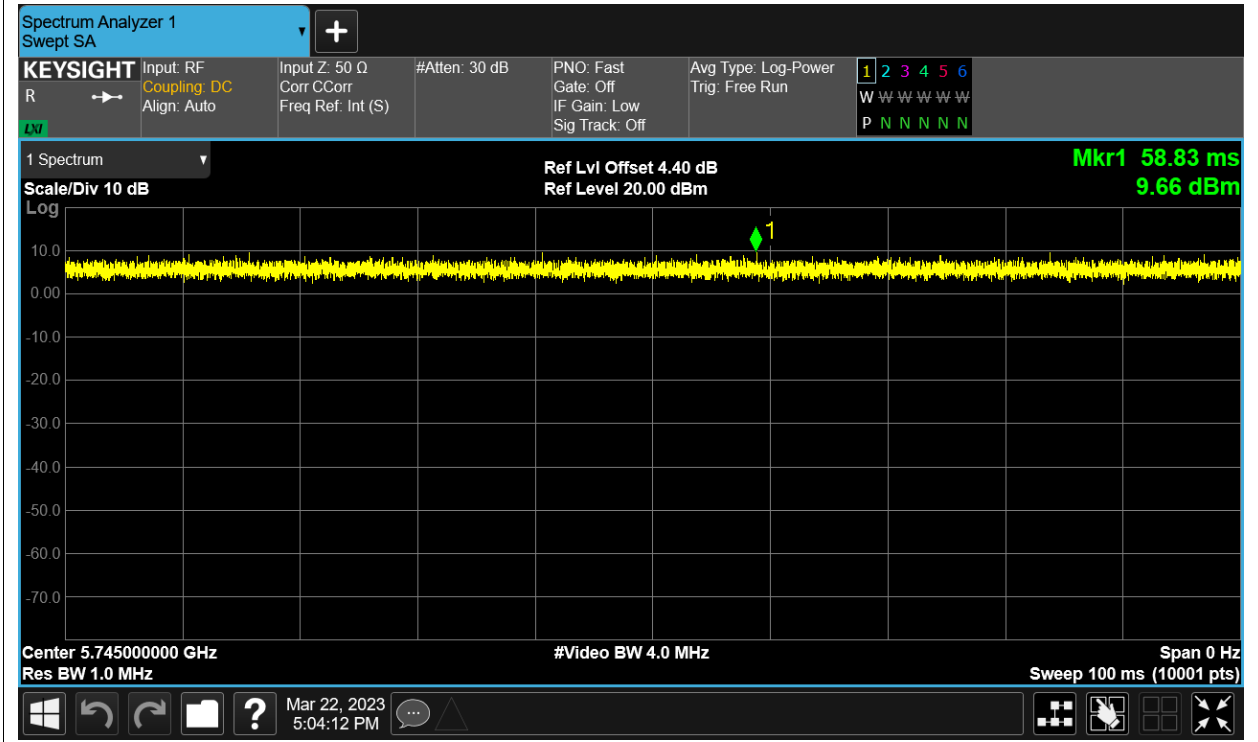 Spectrum Analyzer 1
Swept SA
KEYSIGHT
R
LXI
Input: RF
Coupling: DC
Align: Auto
Input Z: 50 Ω
Corr CCorr
Freq Ref: Int (S)
#Atten: 30 dB
PNO: Fast
Gate: Off
IF Gain: Low
Sig Track: Off
Avg Type: Log-Power
Trig: Free Run
1 2 3 4 5 6
W W W W W W
P N N N N N
1 Spectrum
Scale/Div 10 dB
Log
Ref Lvl Offset 4.40 dB
Ref Level 20.00 dBm
Mkr1 58.83 ms
9.66 dBm
1
10.0
0.00
-10.0
-20.0
-30.0
-40.0
-50.0
-60.0
-70.0
Center 5.745000000 GHz
Res BW 1.0 MHz
#Video BW 4.0 MHz
Span 0 Hz
Sweep 100 ms (10001 pts)
?
Mar 22, 2023
5:04:12 PM